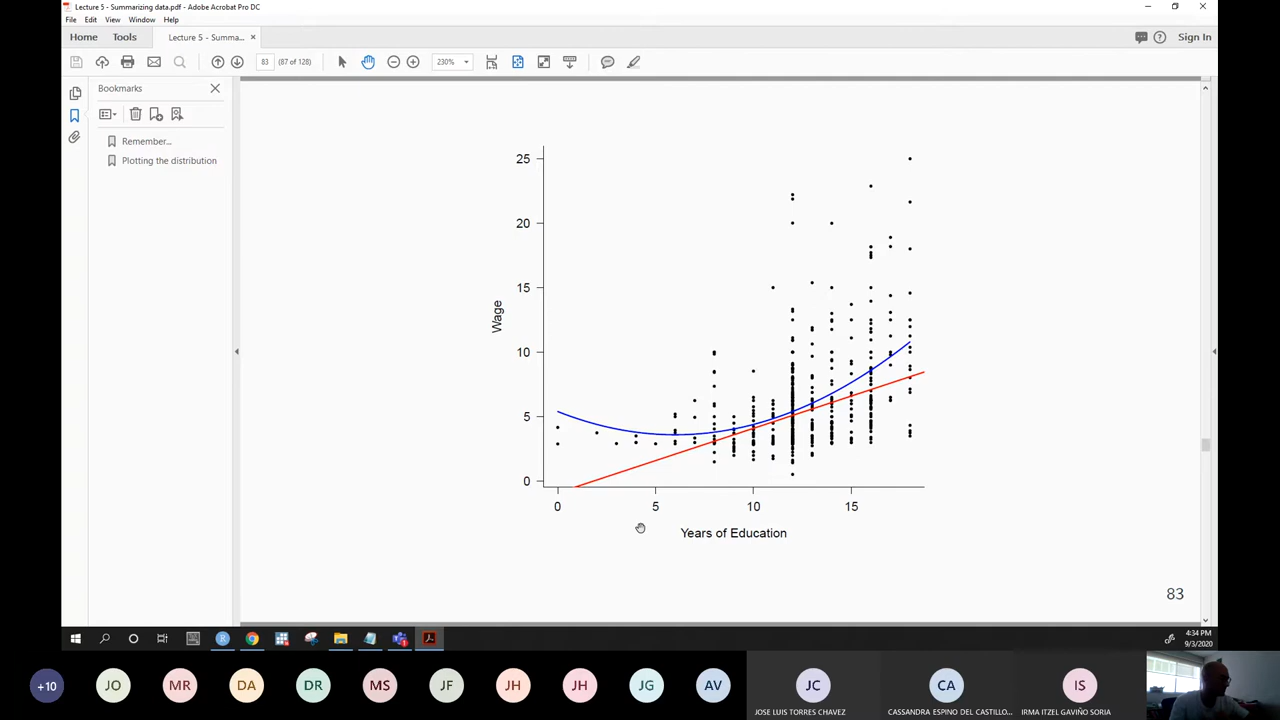 Lecture 5 - Summarizing data.pdf - Adobe Acrobat Pro DC
File Edit View Window Help
Home Tools Lecture 5 - Summa... ×
Sign In
83 (87 of 128) 230%
Bookmarks
Remember...
Plotting the distribution
25
20
15
10
5
0
Wage
0 5 10 15
Years of Education
83
4:34 PM
9/3/2020
+10 JO MR DA DR MS JF JH JH JG AV JC CA IS
JOSE LUIS TORRES CHAVEZ CASSANDRA ESPINO DEL CASTILLO... IRMA ITZEL GAVIÑO SORIA